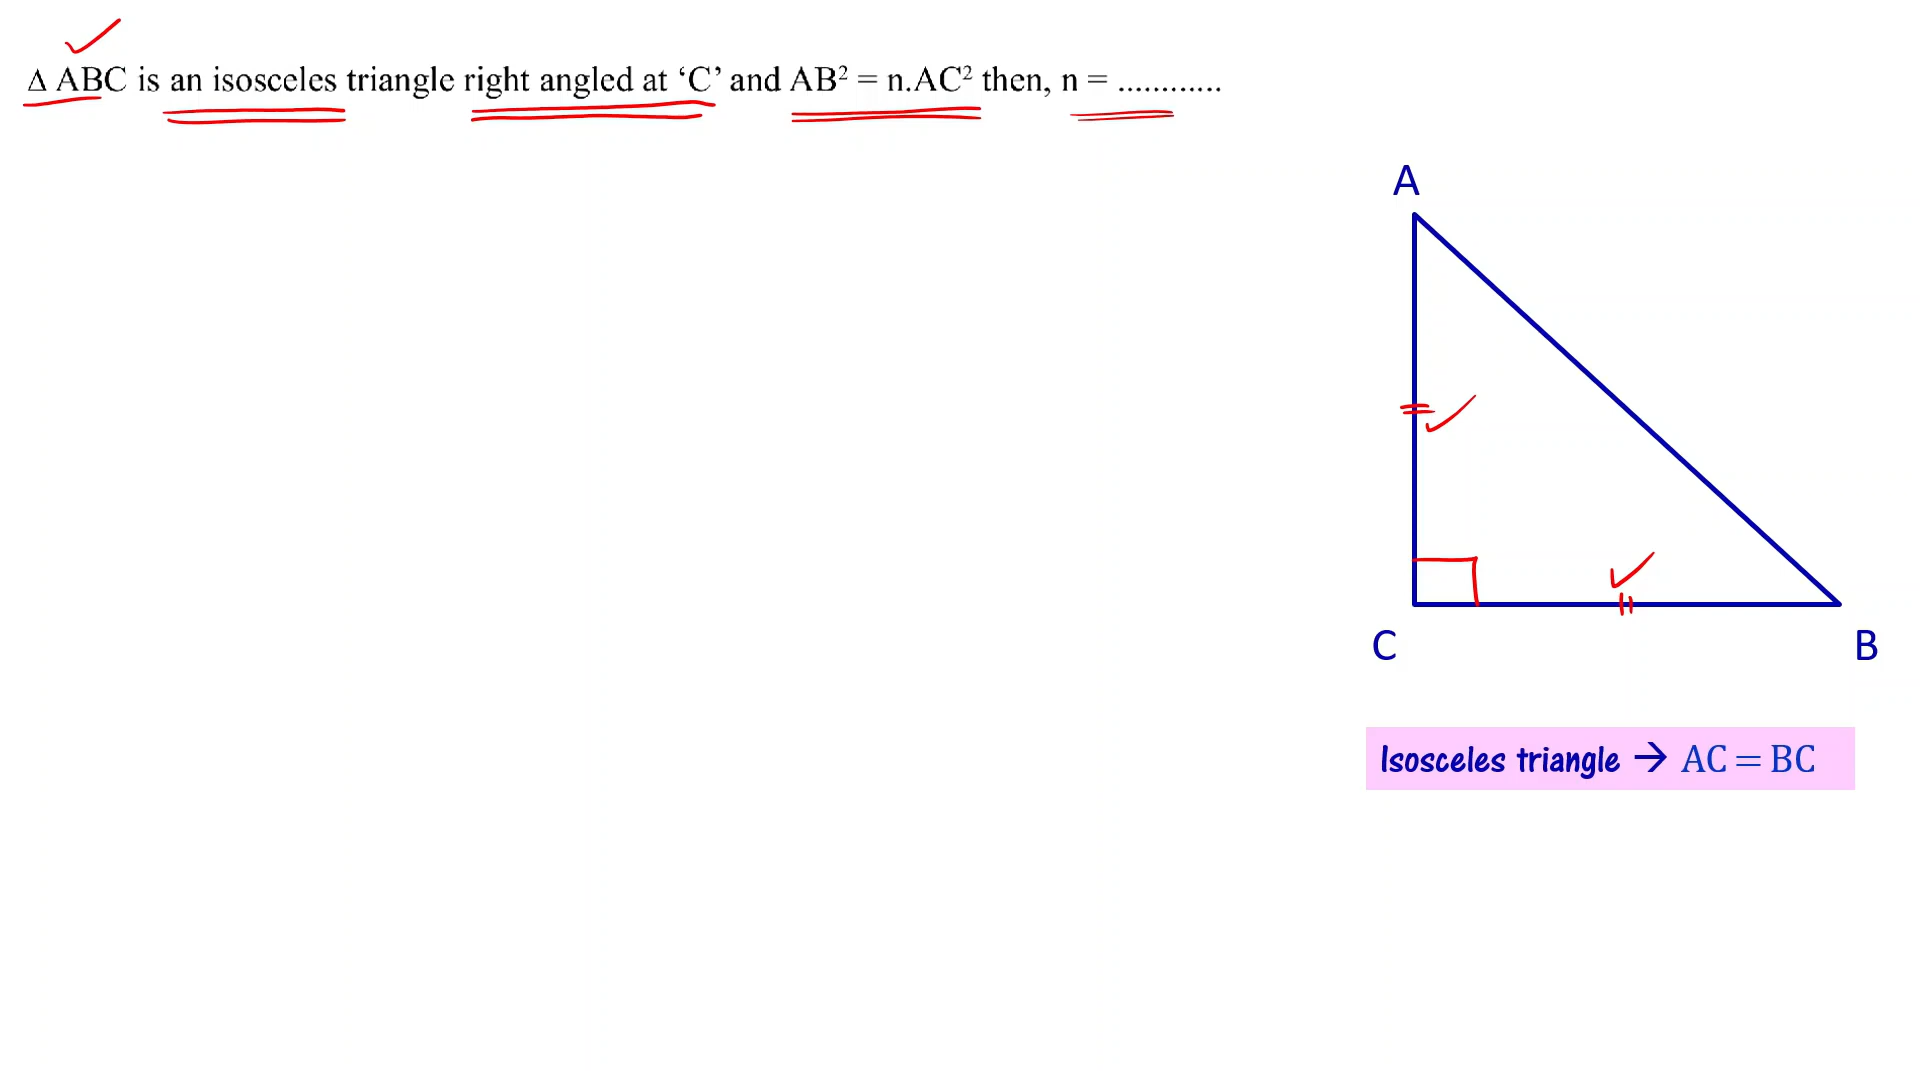 Δ ABC is an isosceles triangle right angled at ‘C’ and AB² = n.AC² then, n = ............
A
C
B
Isosceles triangle → AC = BC